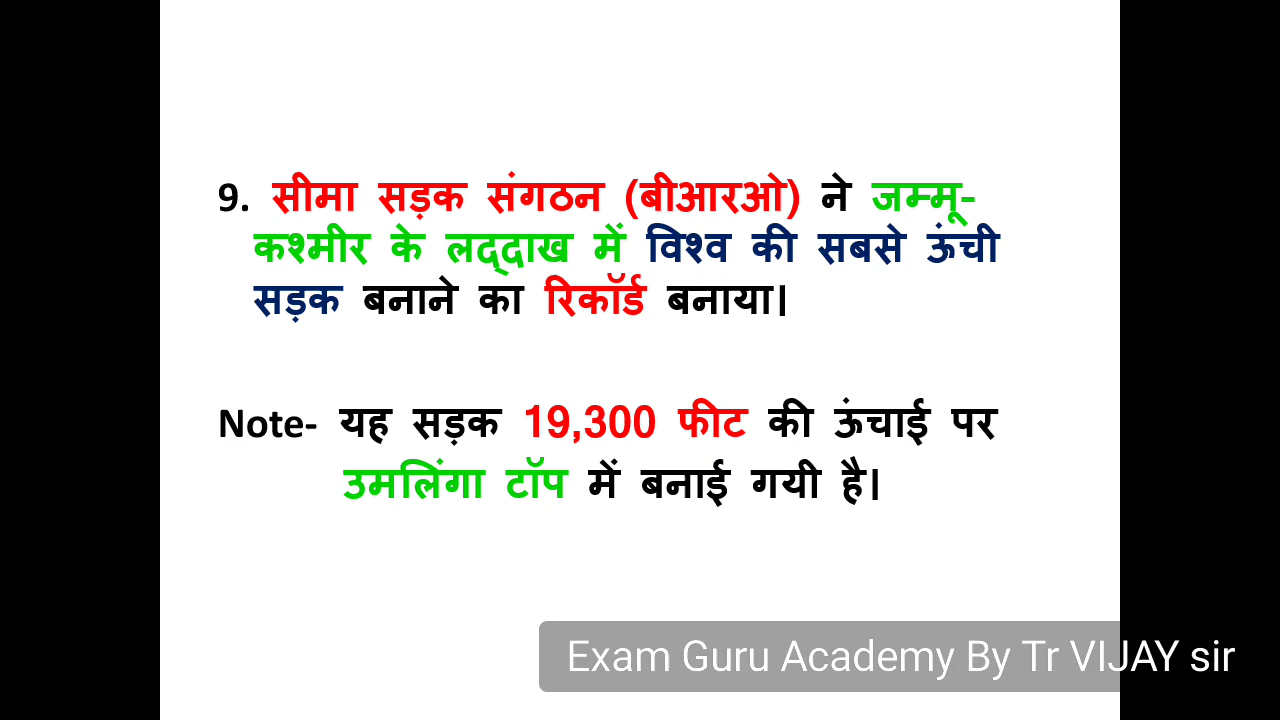 9. सीमा सड़क संगठन (बीआरओ) ने जम्मू-
कश्मीर के लद्दाख में विश्व की सबसे ऊंची
सड़क बनाने का रिकॉर्ड बनाया।
Note- यह सड़क 19,300 फीट की ऊंचाई पर
उमलिंगा टॉप में बनाई गयी है।
Exam Guru Academy By Tr VIJAY sir